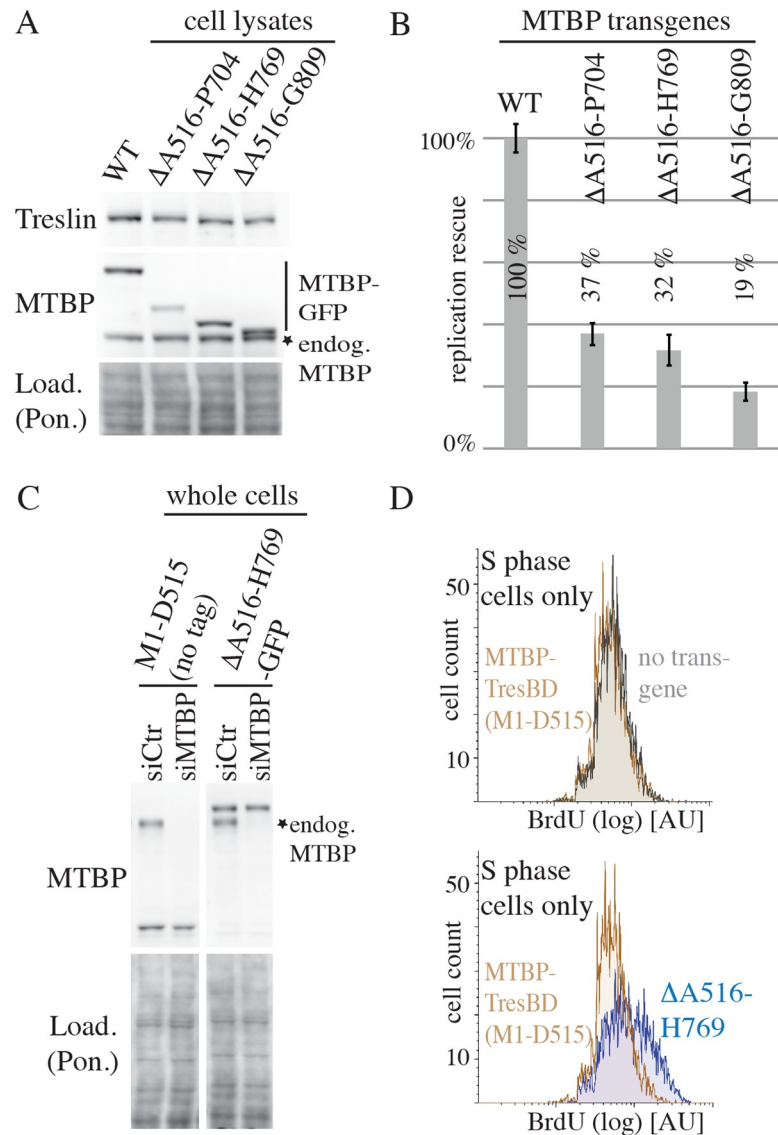 A
cell lysates
WT
ΔA516-P704
ΔA516-H769
ΔA516-G809
Treslin
MTBP
MTBP-
GFP
★endog.
MTBP
Load.
(Pon.)
B
MTBP transgenes
WT
ΔA516-P704
ΔA516-H769
ΔA516-G809
replication rescue
100%
0%
100 %
37 %
32 %
19 %
C
whole cells
M1-D515
(no tag)
ΔA516-H769
-GFP
siCtr
siMTBP
siCtr
siMTBP
MTBP
★endog.
MTBP
Load.
(Pon.)
D
S phase
cells only
MTBP-
TresBD
(M1-D515)
no trans-
gene
cell count
50
10
BrdU (log) [AU]
S phase
cells only
MTBP-
TresBD
(M1-D515)
ΔA516-
H769
cell count
50
10
BrdU (log) [AU]